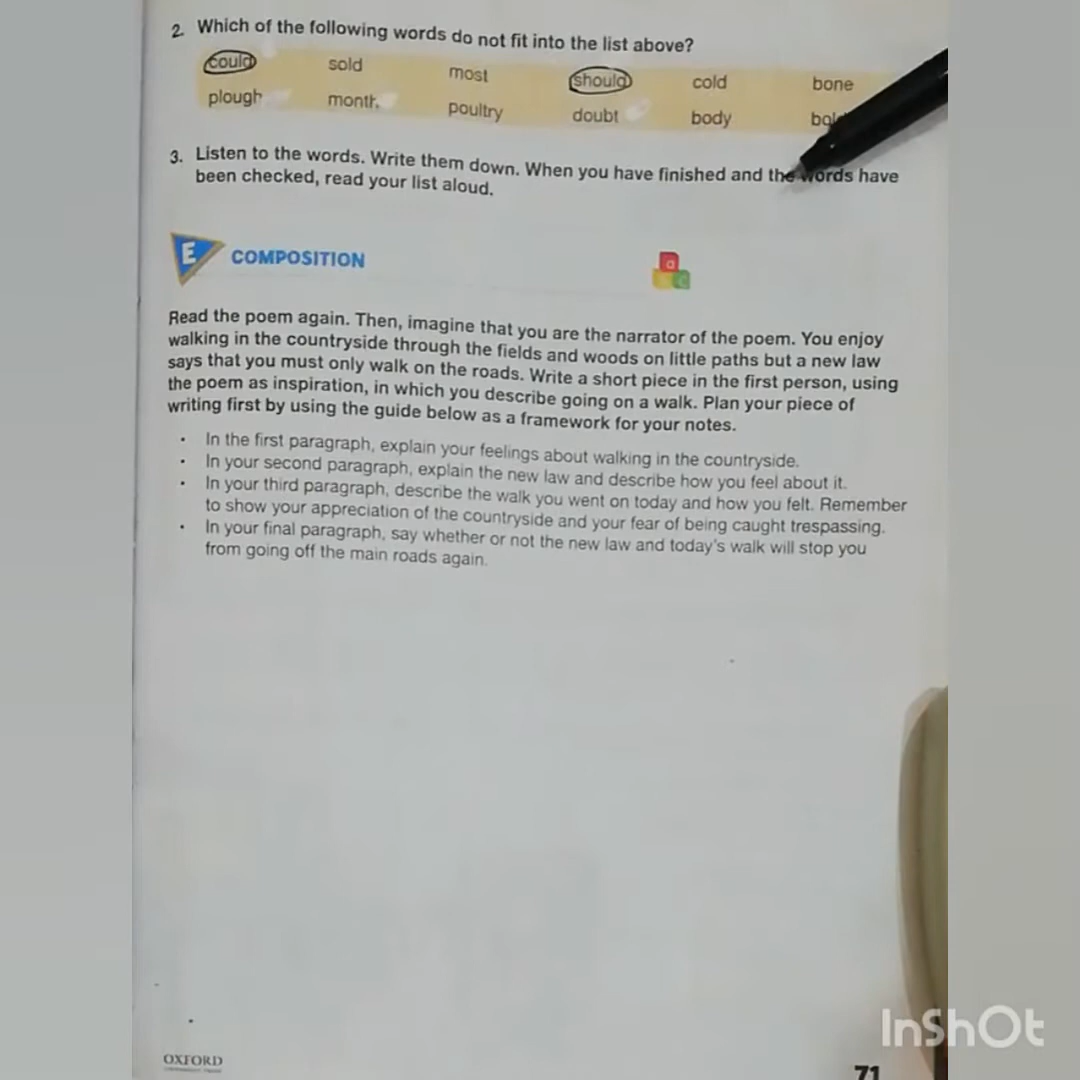 2. Which of the following words do not fit into the list above?
could sold most should cold bone
plough month poultry doubt body
3. Listen to the words. Write them down. When you have finished and the words have
been checked, read your list aloud.
E COMPOSITION
Read the poem again. Then, imagine that you are the narrator of the poem. You enjoy
walking in the countryside through the fields and woods on little paths but a new law
says that you must only walk on the roads. Write a short piece in the first person, using
the poem as inspiration, in which you describe going on a walk. Plan your piece of
writing first by using the guide below as a framework for your notes.
• In the first paragraph, explain your feelings about walking in the countryside.
• In your second paragraph, explain the new law and describe how you feel about it.
• In your third paragraph, describe the walk you went on today and how you felt. Remember
to show your appreciation of the countryside and your fear of being caught trespassing.
• In your final paragraph, say whether or not the new law and today's walk will stop you
from going off the main roads again.
OXFORD
71
InShOt